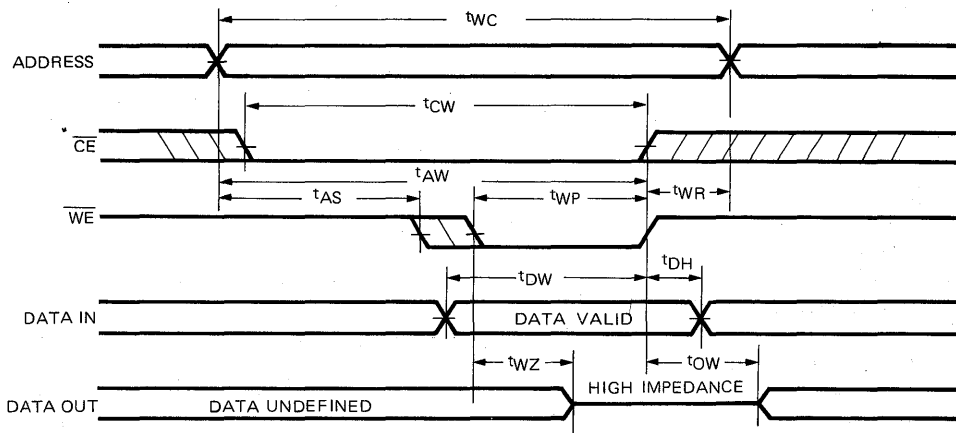 tWC
ADDRESS
tCW
CE
tAW
tAS
tWP
tWR
WE
tDW
tDH
DATA IN
DATA VALID
tWZ
tOW
HIGH IMPEDANCE
DATA OUT
DATA UNDEFINED